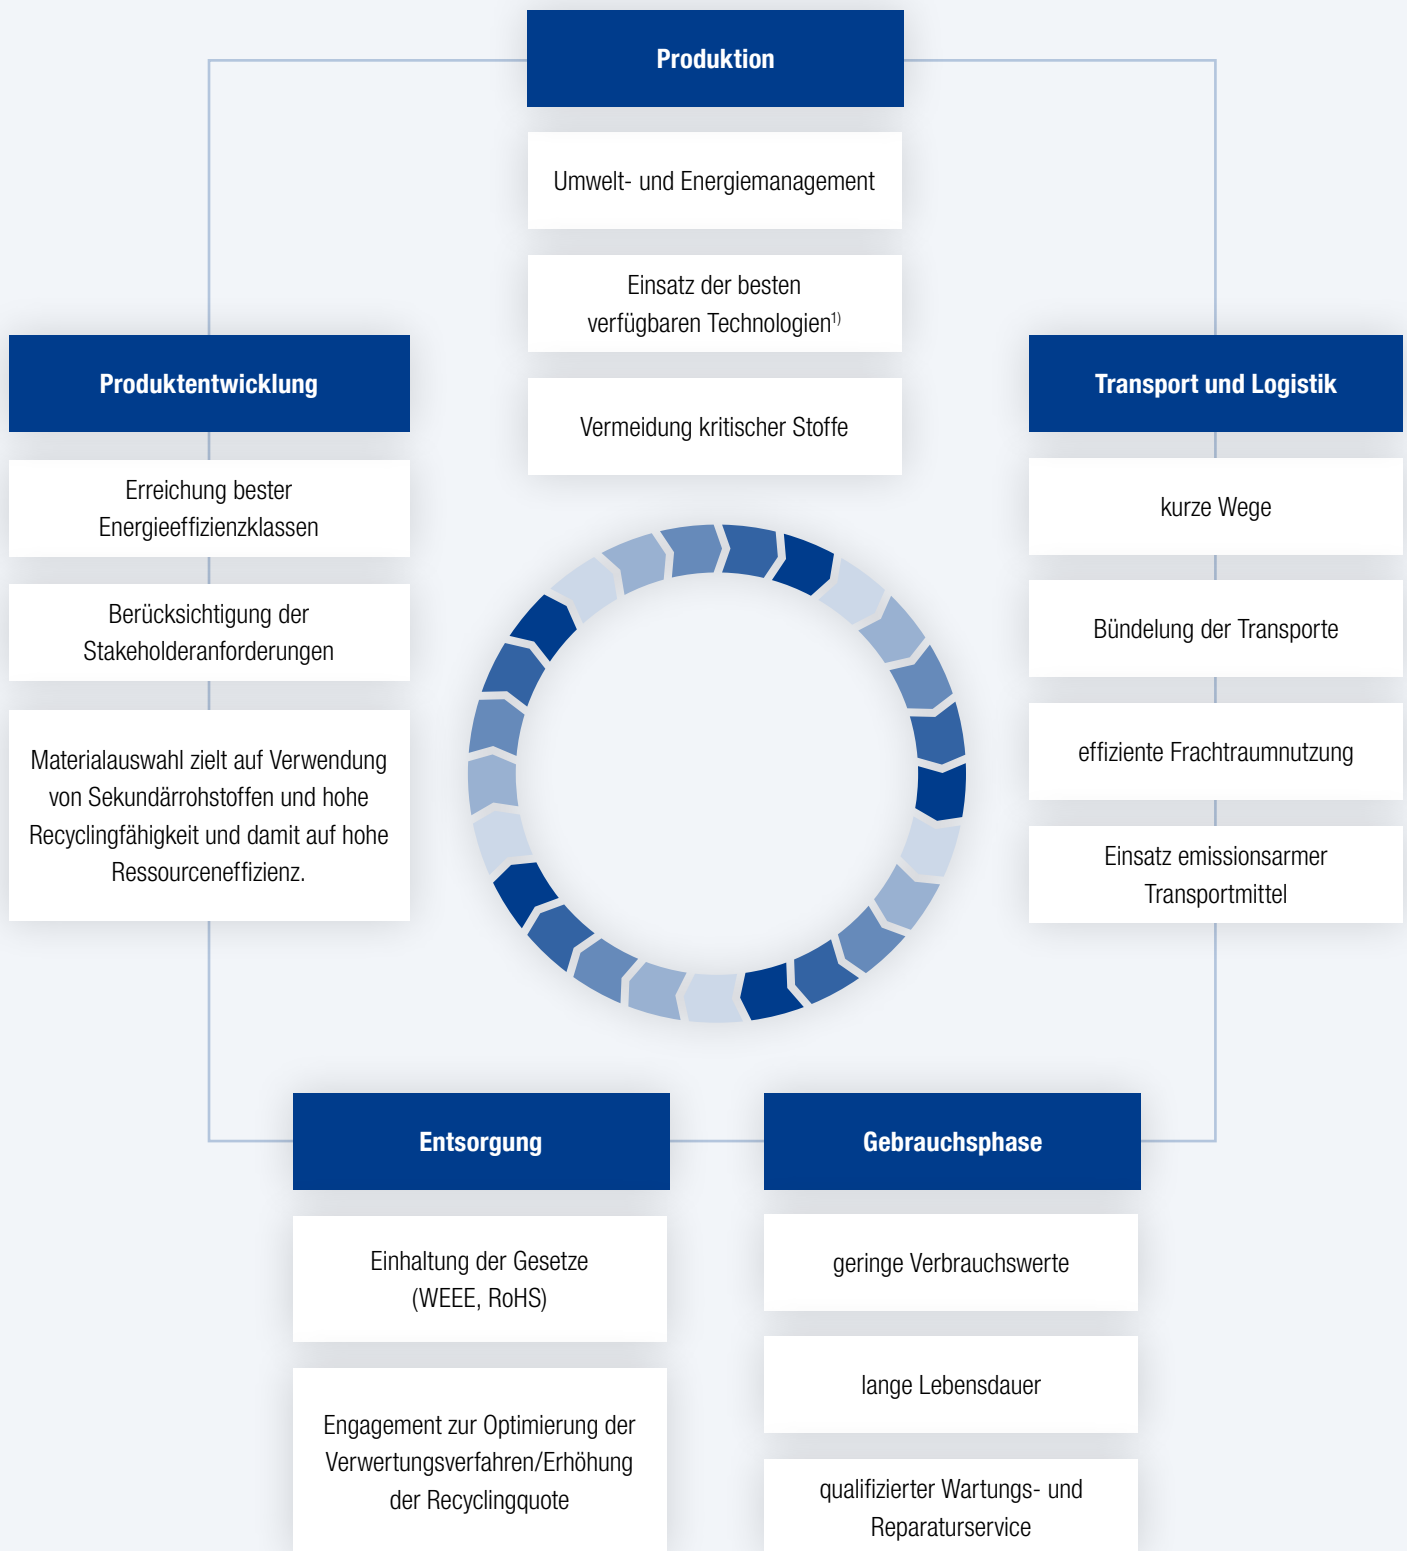 Produktion
Umwelt- und Energiemanagement
Einsatz der besten
verfügbaren Technologien1)
Vermeidung kritischer Stoffe
Produktentwicklung
Erreichung bester
Energieeffizienzklassen
Berücksichtigung der
Stakeholderanforderungen
Materialauswahl zielt auf Verwendung
von Sekundärrohstoffen und hohe
Recyclingfähigkeit und damit auf hohe
Ressourceneffizienz.
Transport und Logistik
kurze Wege
Bündelung der Transporte
effiziente Frachtraumnutzung
Einsatz emissionsarmer
Transportmittel
Entsorgung
Einhaltung der Gesetze
(WEEE, RoHS)
Engagement zur Optimierung der
Verwertungsverfahren/Erhöhung
der Recyclingquote
Gebrauchsphase
geringe Verbrauchswerte
lange Lebensdauer
qualifizierter Wartungs- und
Reparaturservice